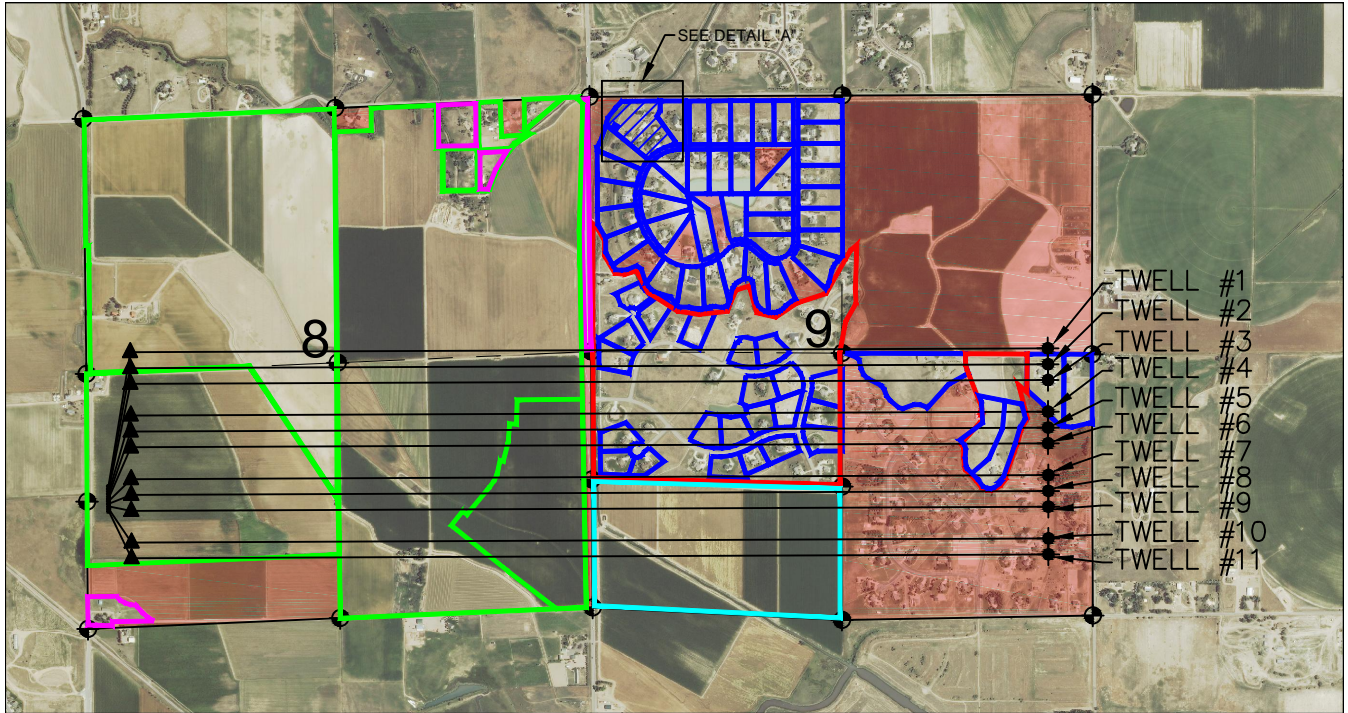 SEE DETAIL "A"
8
9
TWELL #1
TWELL #2
TWELL #3
TWELL #4
TWELL #5
TWELL #6
TWELL #7
TWELL #8
TWELL #9
TWELL #10
TWELL #11